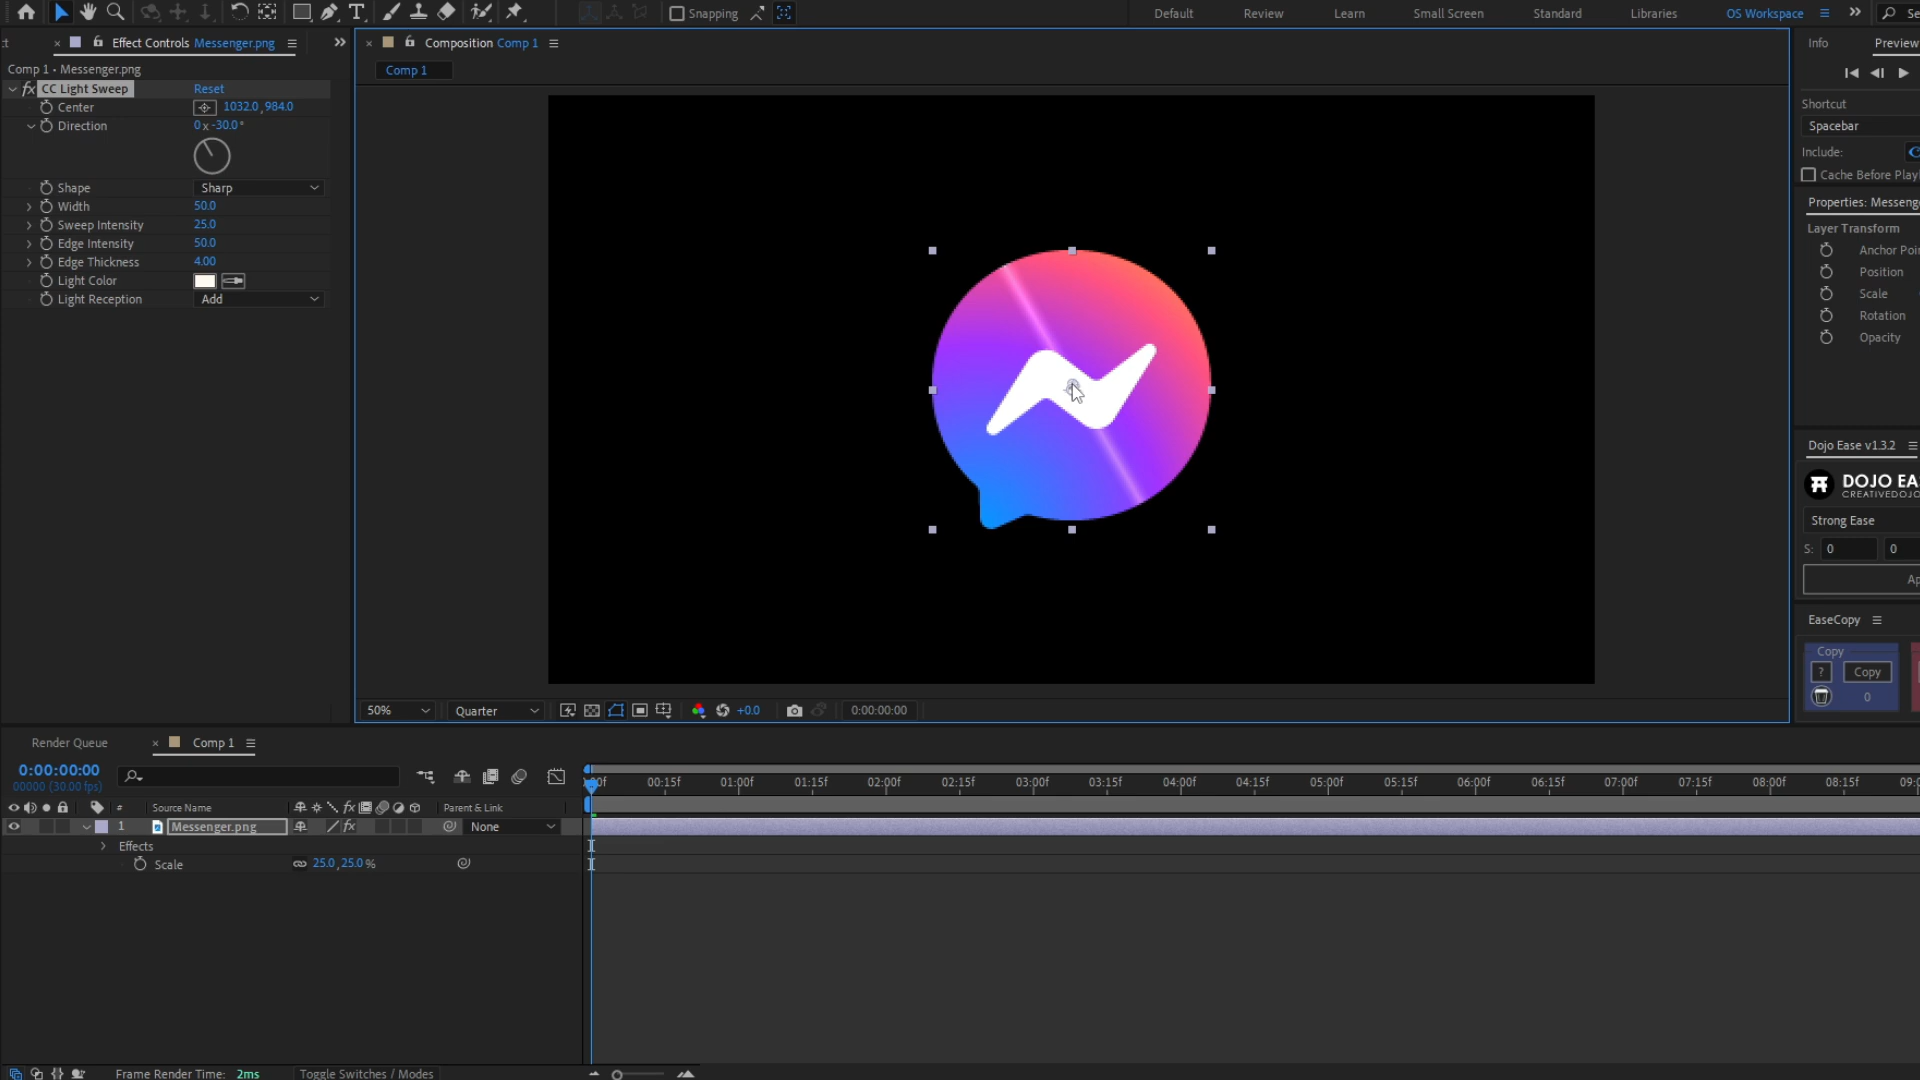 Snapping
Default
Review
Learn
Small Screen
Standard
Libraries
OS Workspace
Effect Controls Messenger.png
Composition Comp 1
Info
Preview
Comp 1 • Messenger.png
Comp 1
CC Light Sweep
Reset
Center
1032.0 , 984.0
Direction
0 x -30.0°
Shape
Sharp
Width
50.0
Sweep Intensity
25.0
Edge Intensity
50.0
Edge Thickness
4.00
Light Color
Light Reception
Add
Shortcut
Spacebar
Include:
Cache Before Play
Properties: Messeng
Layer Transform
Anchor Poi
Position
Scale
Rotation
Opacity
Dojo Ease v1.3.2
DOJO EA
CREATIVEDOJO
Strong Ease
S: 0 0
Ap
EaseCopy
Copy
? Copy
0
50%
Quarter
+0.0
0:00:00:00
Render Queue
Comp 1
0:00:00:00
00000 (30.00 fps)
:00f 00:15f 01:00f 01:15f 02:00f 02:15f 03:00f 03:15f 04:00f 04:15f 05:00f 05:15f 06:00f 06:15f 07:00f 07:15f 08:00f 08:15f 09:0
# Source Name
fx
Parent & Link
1 Messenger.png
fx
None
Effects
Scale
25.0 , 25.0 %
Frame Render Time: 2ms
Toggle Switches / Modes